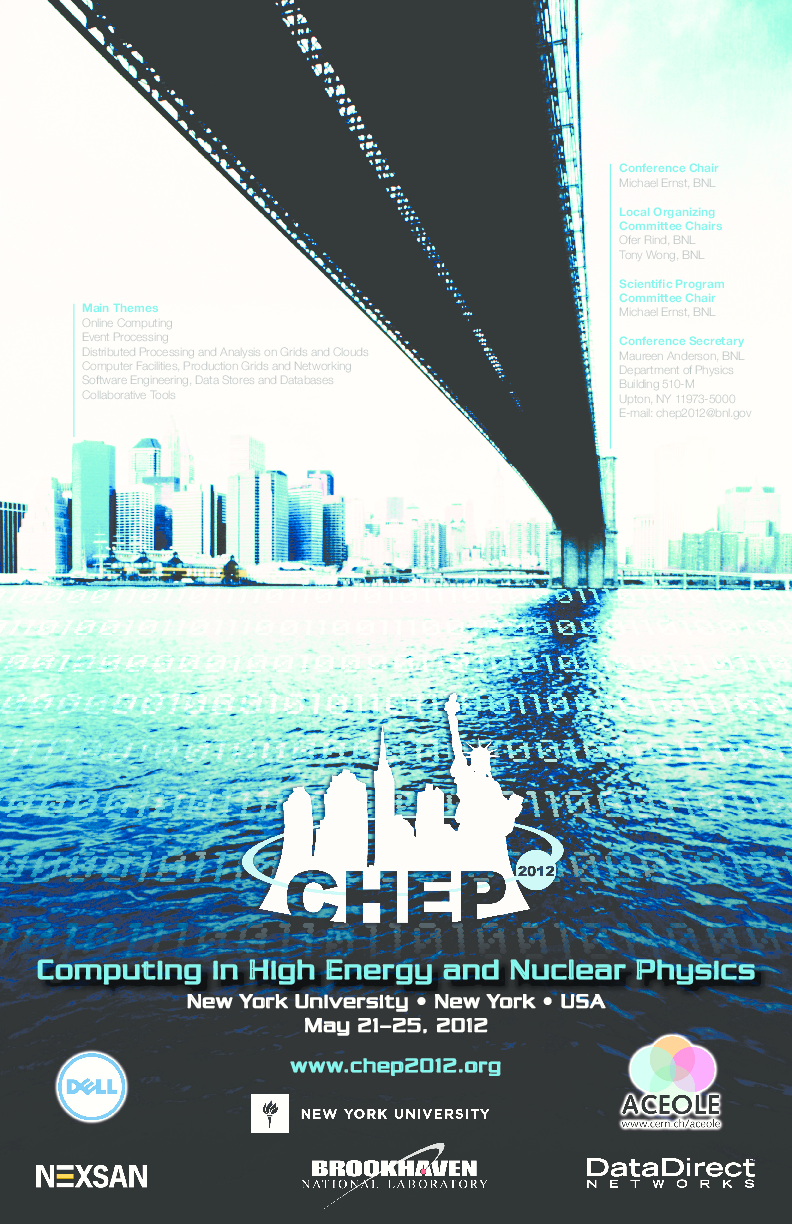 Conference Chair
Michael Ernst, BNL
Local Organizing
Committee Chairs
Ofer Rind, BNL
Tony Wong, BNL
Scientific Program
Committee Chair
Michael Ernst, BNL
Conference Secretary
Maureen Anderson, BNL
Department of Physics
Building 510-M
Upton, NY 11973-5000
E-mail: chep2012@bnl.gov
Main Themes
Online Computing
Event Processing
Distributed Processing and Analysis on Grids and Clouds
Computer Facilities, Production Grids and Networking
Software Engineering, Data Stores and Databases
Collaborative Tools
CHEP 2012
Computing in High Energy and Nuclear Physics
New York University • New York • USA
May 21–25, 2012
www.chep2012.org
DELL
NEW YORK UNIVERSITY
ACEOLE
www.cern.ch/aceole
NEXSAN
BROOKHAVEN
NATIONAL LABORATORY
DataDirect
NETWORKS